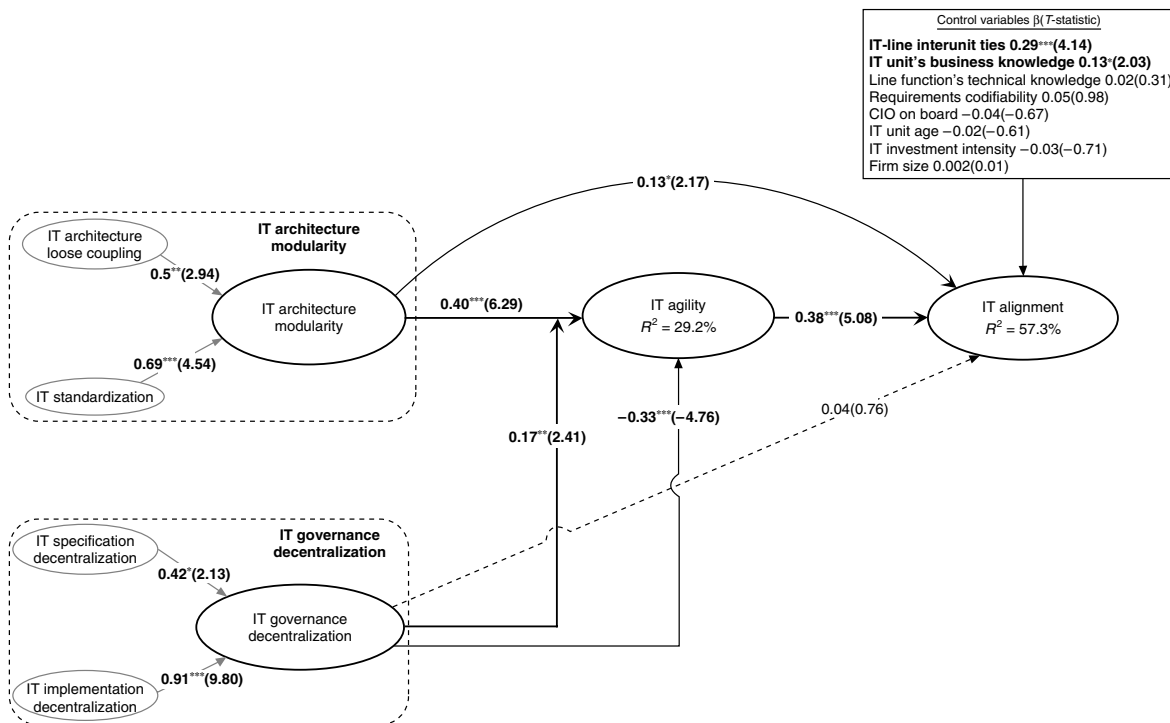 Control variables β(T-statistic)
IT-line interunit ties 0.29***(4.14)
IT unit's business knowledge 0.13*(2.03)
Line function's technical knowledge 0.02(0.31)
Requirements codifiability 0.05(0.98)
CIO on board −0.04(−0.67)
IT unit age −0.02(−0.61)
IT investment intensity −0.03(−0.71)
Firm size 0.002(0.01)
0.13*(2.17)
IT architecture
modularity
IT architecture
loose coupling
0.5**(2.94)
IT architecture
modularity
0.69***(4.54)
IT standardization
0.40***(6.29)
IT agility
R² = 29.2%
0.38***(5.08)
IT alignment
R² = 57.3%
−0.33***(−4.76)
0.04(0.76)
0.17**(2.41)
IT governance
decentralization
IT specification
decentralization
0.42*(2.13)
IT governance
decentralization
0.91***(9.80)
IT implementation
decentralization